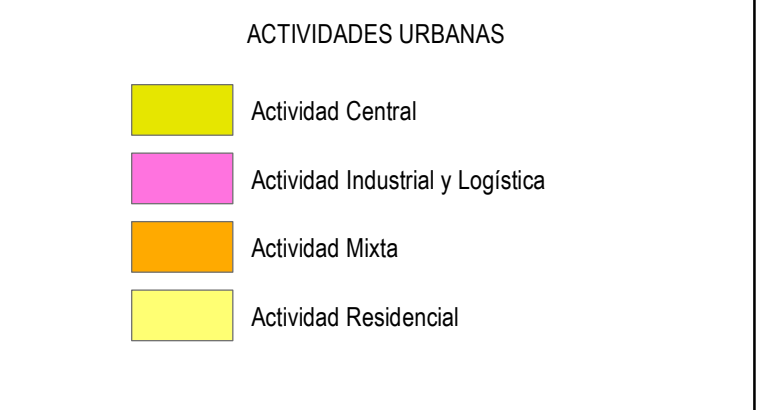 ACTIVIDADES URBANAS
Actividad Central
Actividad Industrial y Logística
Actividad Mixta
Actividad Residencial